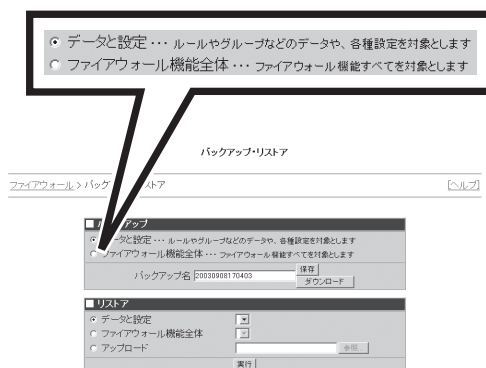 データと設定・・・ ルールやグループなどのデータや、各種設定を対象とします
ファイアウォール機能全体・・・ ファイアウォール機能すべてを対象とします
バックアップ・リストア
ファイアウォール > バック ストア
[ヘルプ]
■ アップ
データと設定・・・ ルールやグループなどのデータや、各種設定を対象とします
ファイアウォール機能全体・・・ ファイアウォール機能すべてを対象とします
バックアップ名 20030908170403 保存
ダウンロード
■ リストア
データと設定
ファイアウォール機能全体
アップロード 参照...
実行